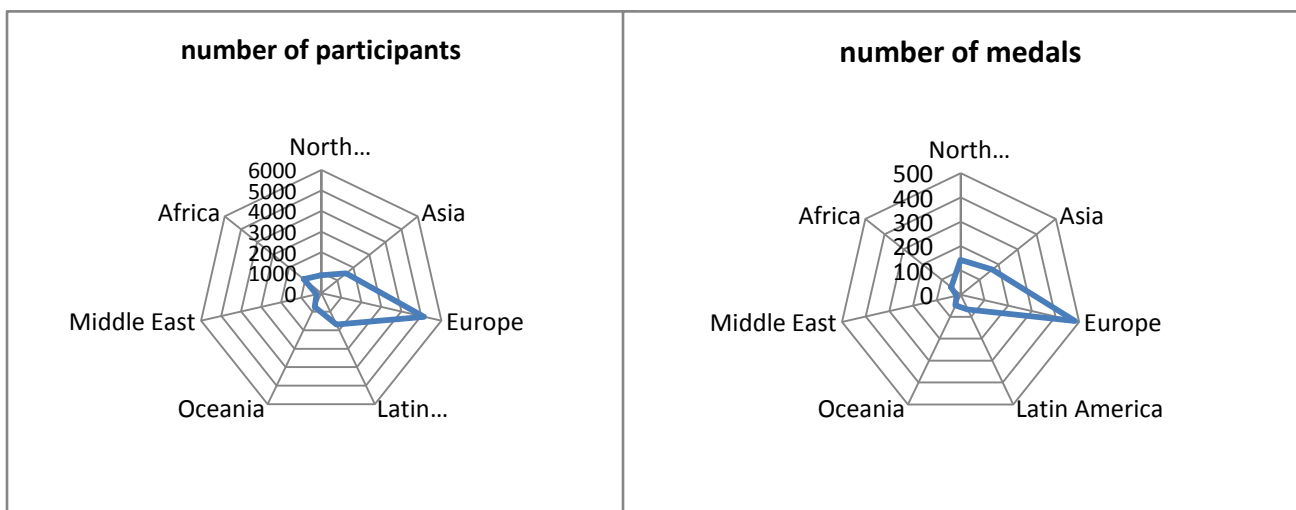 number of participants
North…
6000
5000
4000
3000
2000
1000
0
Asia
Europe
Latin…
Oceania
Middle East
Africa
number of medals
North…
500
400
300
200
100
0
Asia
Europe
Latin America
Oceania
Middle East
Africa